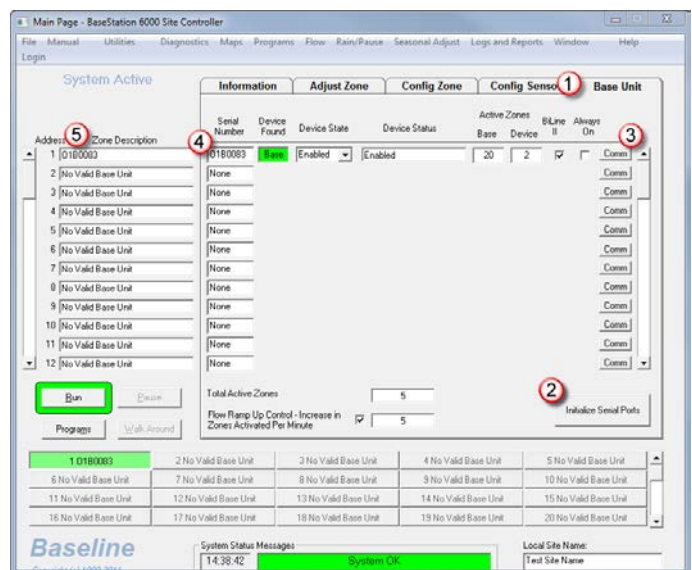 Main Page - BaseStation 6000 Site Controller
File Manual Utilities Diagnostics Maps Programs Flow Rain/Pause Seasonal Adjust Logs and Reports Window Help
Login
System Active
Information Adjust Zone Config Zone Config Senso 1 Base Unit
Serial Number Device Found Device State Device Status Active Zones Base Device BiLine II Always On
Address 5 Zone Description 4 3
1 01B0083 01B0083 Base Enabled Enabled 20 2 Comm
2 No Valid Base Unit None Comm
3 No Valid Base Unit None Comm
4 No Valid Base Unit None Comm
5 No Valid Base Unit None Comm
6 No Valid Base Unit None Comm
7 No Valid Base Unit None Comm
8 No Valid Base Unit None Comm
9 No Valid Base Unit None Comm
10 No Valid Base Unit None Comm
11 No Valid Base Unit None Comm
12 No Valid Base Unit None Comm
Run Pause Total Active Zones 5 2
Initialize Serial Ports
Programs Walk Around Flow Ramp Up Control - Increase in Zones Activated Per Minute 5
1 01B0083 2 No Valid Base Unit 3 No Valid Base Unit 4 No Valid Base Unit 5 No Valid Base Unit
6 No Valid Base Unit 7 No Valid Base Unit 8 No Valid Base Unit 9 No Valid Base Unit 10 No Valid Base Unit
11 No Valid Base Unit 12 No Valid Base Unit 13 No Valid Base Unit 14 No Valid Base Unit 15 No Valid Base Unit
16 No Valid Base Unit 17 No Valid Base Unit 18 No Valid Base Unit 19 No Valid Base Unit 20 No Valid Base Unit
Baseline System Status Messages Local Site Name:
14:38:42 System OK Test Site Name